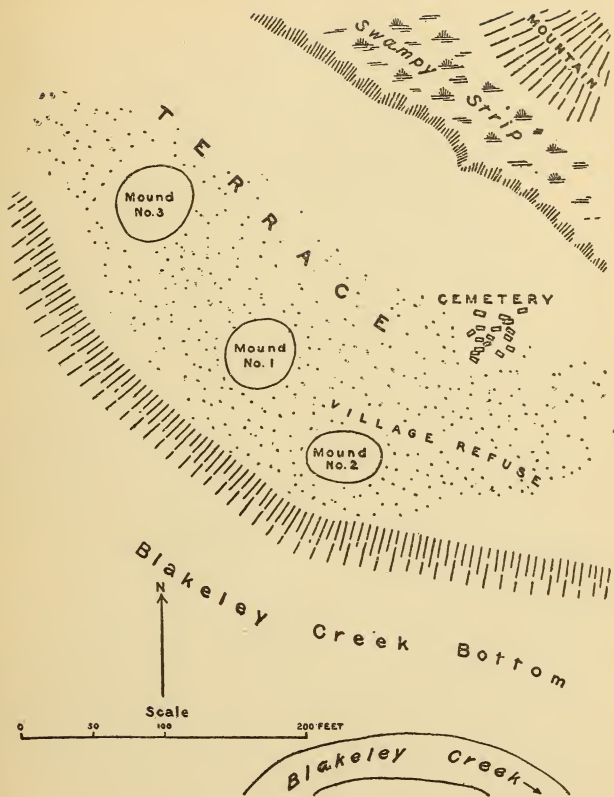 MOUNTAIN
Swampy Strip
TERRACE
Mound
No.3
CEMETERY
Mound
No.1
VILLAGE REFUSE
Mound
No.2
Blakeley Creek Bottom
N
Scale
0 30 100 200 FEET
Blakeley Creek